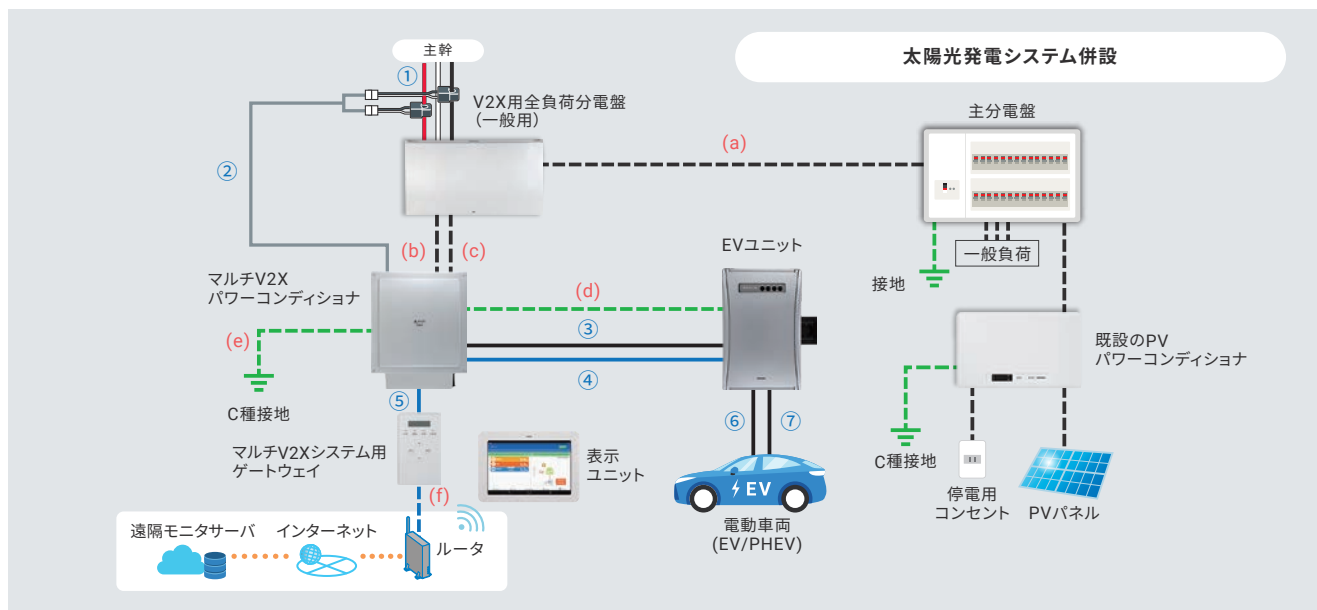 太陽光発電システム併設
主幹
①
V2X用全負荷分電盤
(一般用)
主分電盤
(a)
②
(b)
(c)
EVユニット
一般負荷
接地
マルチV2X
パワーコンディショナ
(d)
③
(e)
④
既設のPV
パワーコンディショナ
⑤
C種接地
⑥
⑦
マルチV2Xシステム用
ゲートウェイ
表示
ユニット
EV
C種接地
停電用
コンセント
PVパネル
(f)
電動車両
(EV/PHEV)
遠隔モニタサーバ
インターネット
ルータ